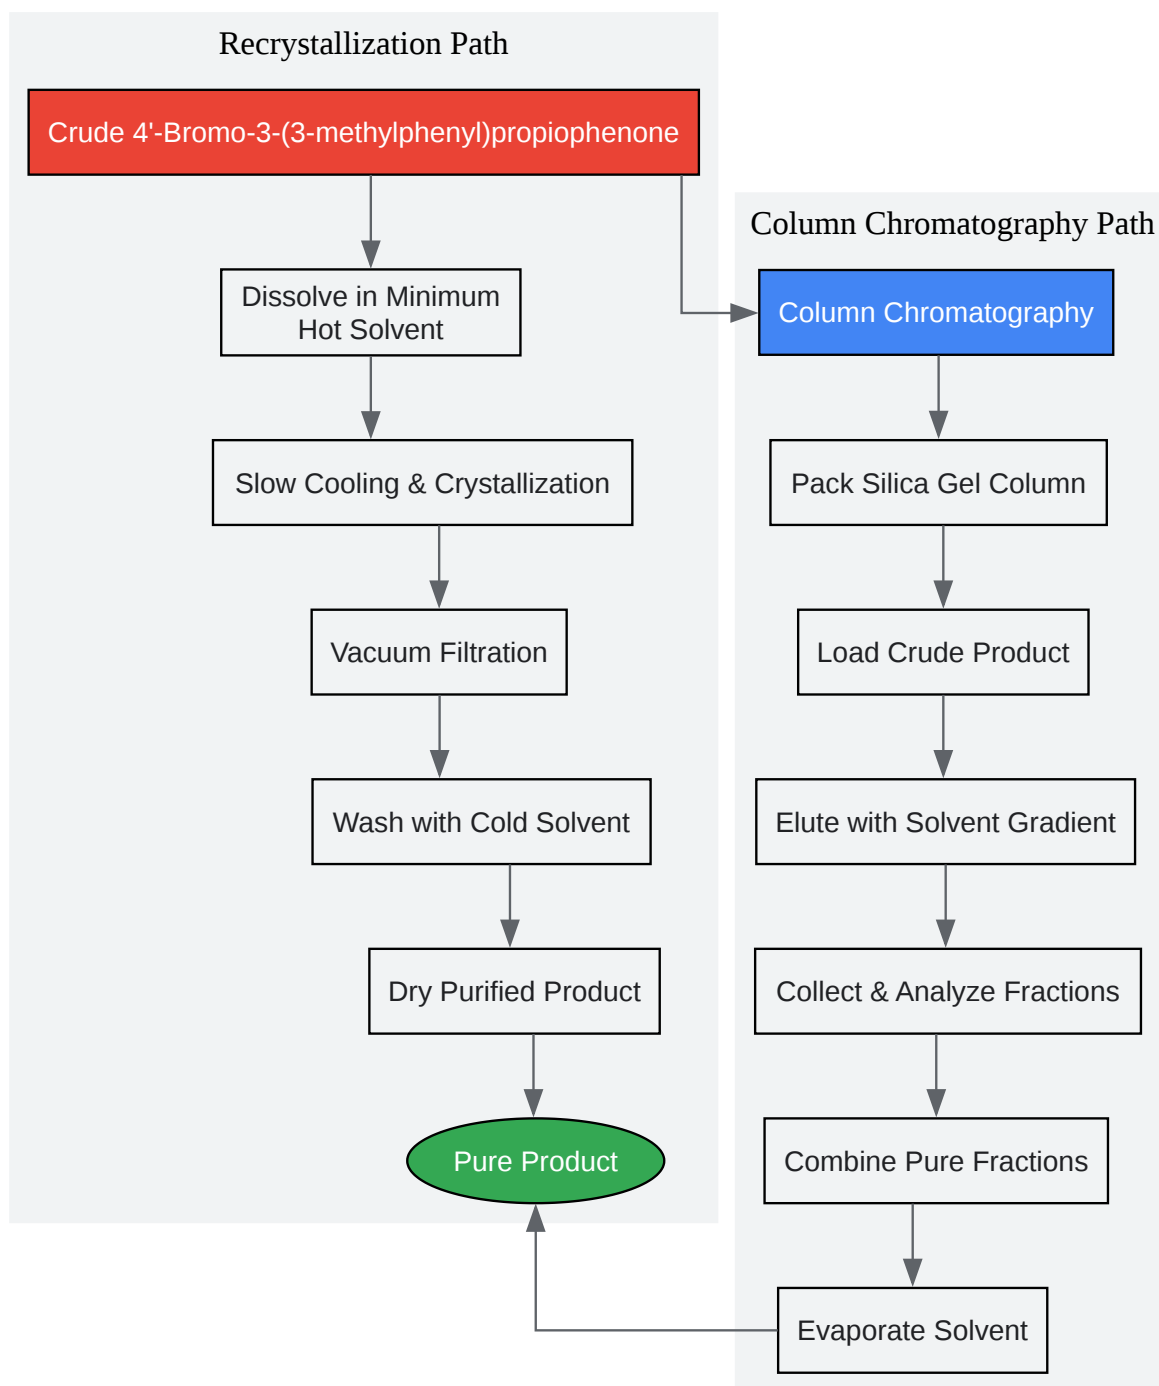 Recrystallization Path
Crude 4'-Bromo-3-(3-methylphenyl)propiophenone
Dissolve in Minimum
Hot Solvent
Slow Cooling & Crystallization
Vacuum Filtration
Wash with Cold Solvent
Dry Purified Product
Pure Product
Column Chromatography Path
Column Chromatography
Pack Silica Gel Column
Load Crude Product
Elute with Solvent Gradient
Collect & Analyze Fractions
Combine Pure Fractions
Evaporate Solvent